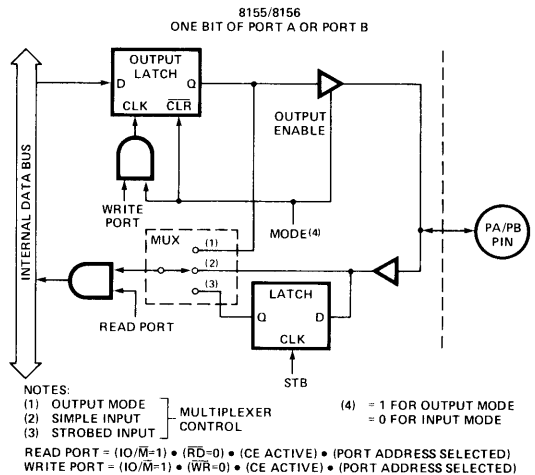 8155/8156
ONE BIT OF PORT A OR PORT B
OUTPUT
LATCH
D
Q
CLK
CLR
OUTPUT
ENABLE
INTERNAL DATA BUS
WRITE
PORT
MODE(4)
MUX
(1)
(2)
(3)
PA/PB
PIN
READ PORT
LATCH
Q
D
CLK
STB
NOTES:
(1) OUTPUT MODE
(2) SIMPLE INPUT
(3) STROBED INPUT
MULTIPLEXER
CONTROL
(4) = 1 FOR OUTPUT MODE
= 0 FOR INPUT MODE
READ PORT = (IO/M̅=1) • (R̅D̅=0) • (CE ACTIVE) • (PORT ADDRESS SELECTED)
WRITE PORT = (IO/M̅=1) • (W̅R̅=0) • (CE ACTIVE) • (PORT ADDRESS SELECTED)